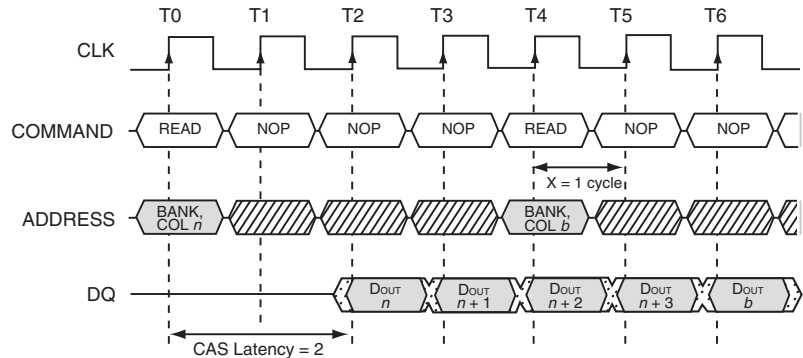 T0 T1 T2 T3 T4 T5 T6
CLK
COMMAND READ NOP NOP NOP READ NOP NOP
X = 1 cycle
ADDRESS BANK, COL n BANK, COL b
DQ DOUT n DOUT n + 1 DOUT n + 2 DOUT n + 3 DOUT b
CAS Latency = 2